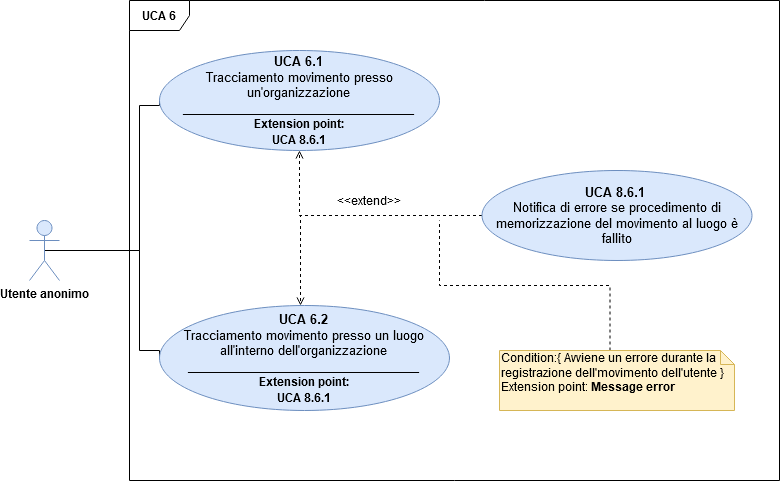 UCA 6
UCA 6.1
Tracciamento movimento presso
un'organizzazione
Extension point:
UCA 8.6.1
<<extend>>
UCA 8.6.1
Notifica di errore se procedimento di
memorizzazione del movimento al luogo è
fallito
Utente anonimo
UCA 6.2
Tracciamento movimento presso un luogo
all'interno dell'organizzazione
Extension point:
UCA 8.6.1
Condition:{ Avviene un errore durante la
registrazione dell'movimento dell'utente }
Extension point: Message error